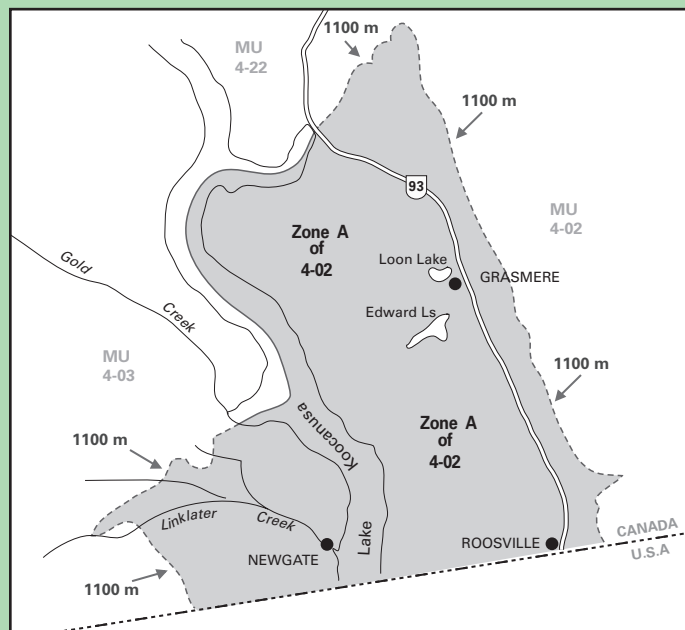 1100 m
MU
4-22
1100 m
93
MU
4-02
Zone A
of
4-02
Loon Lake
GRASMERE
Gold
Creek
Edward Ls
MU
4-03
1100 m
Zone A
of
4-02
Koocanusa
Lake
1100 m
Linklater
Creek
NEWGATE
ROOSVILLE
CANADA
U.S.A
1100 m